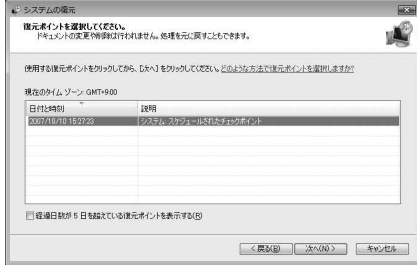 システムの復元
復元ポイントを選択してください。
ドキュメントの変更や削除は行われません。処理を元に戻すこともできます。
使用する復元ポイントをクリックしてから、[次へ] をクリックしてください。どのような方法で復元ポイントを選択しますか?
現在のタイム ゾーン: GMT+9:00
日付と時刻 説明
2007/10/10 15:27:23 システム: スケジュールされたチェックポイント
経過日数が 5 日を超えている復元ポイントを表示する(R)
< 戻る(B) 次へ(N) > キャンセル